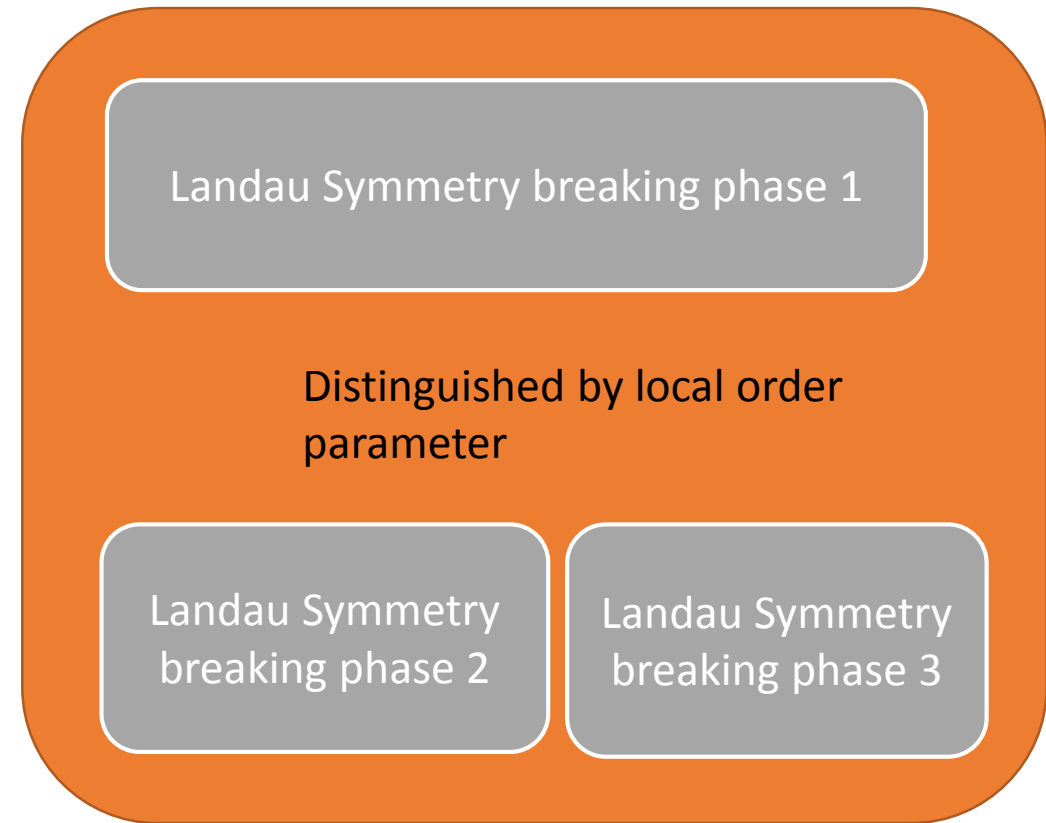 Landau Symmetry breaking phase 1
Distinguished by local order
parameter
Landau Symmetry
breaking phase 2
Landau Symmetry
breaking phase 3